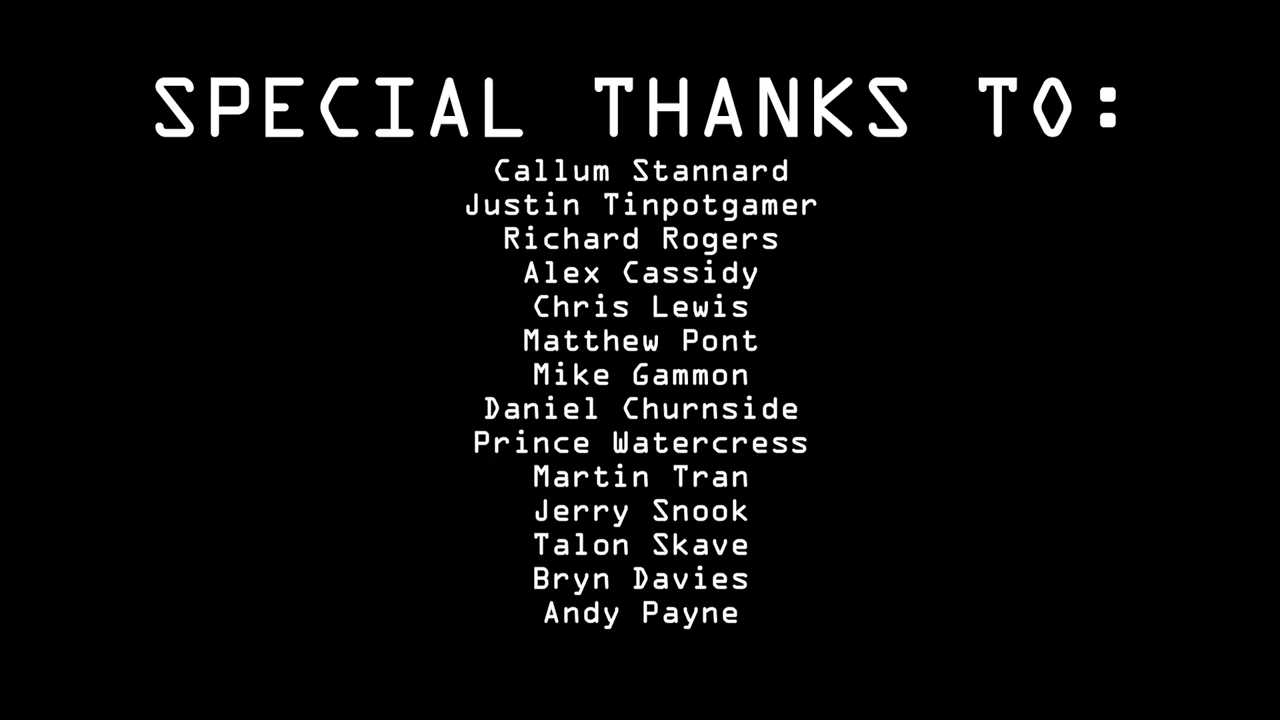 SPECIAL THANKS TO:
Callum Stannard
Justin Tinpotgamer
Richard Rogers
Alex Cassidy
Chris Lewis
Matthew Pont
Mike Gammon
Daniel Churnside
Prince Watercress
Martin Tran
Jerry Snook
Talon Skave
Bryn Davies
Andy Payne